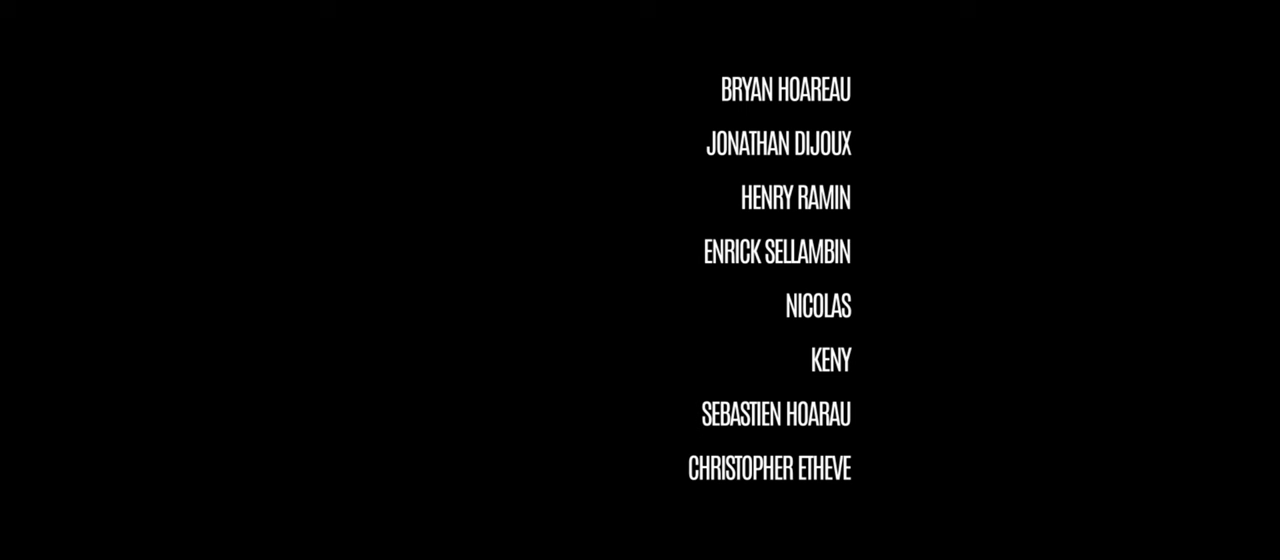 BRYAN HOAREAU
JONATHAN DIJOUX
HENRY RAMIN
ENRICK SELLAMBIN
NICOLAS
KENY
SEBASTIEN HOARAU
CHRISTOPHER ETHEVE